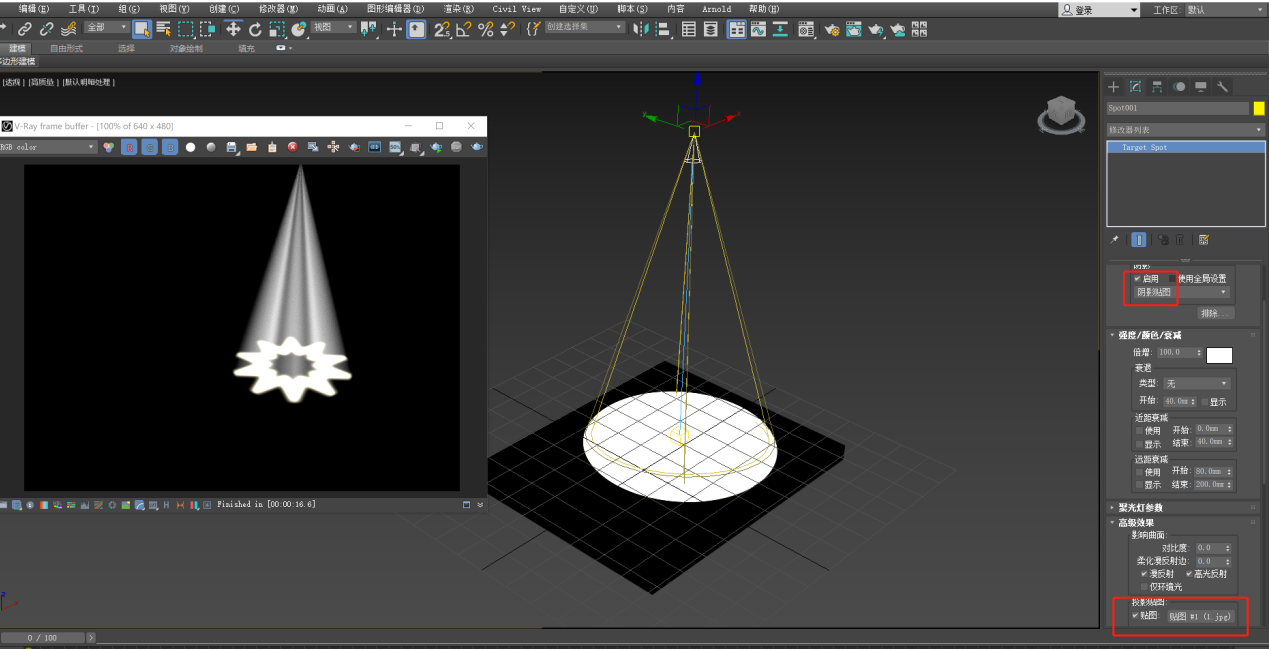 编辑(E) 工具(T) 组(G) 视图(V) 创建(C) 修改器(M) 动画(A) 图形编辑器(D) 渲染(R) Civil View 自定义(U) 脚本(S) 内容 Arnold 帮助(H) 登录 工作区: 默认
全部 视图 创建选择集
建模 自由形式 选择 对象绘制 填充
多边形建模
[透视] [高质量] [默认明暗处理]
V-Ray frame buffer - [100% of 640 x 480]
RGB color
Finished in [00:00:16.6]
0 / 100
Spot001
修改器列表
Target Spot
阴影
启用 使用全局设置
阴影贴图
排除...
强度/颜色/衰减
倍增: 100.0
衰退
类型: 无
开始: 40.0mm 显示
近距衰减
使用 开始: 0.0mm
显示 结束: 40.0mm
远距衰减
使用 开始: 80.0mm
显示 结束: 200.0mm
聚光灯参数
高级效果
影响曲面:
对比度: 0.0
柔化漫反射边: 0.0
漫反射 高光反射
仅环境光
投影贴图:
贴图: 贴图 #1 (1.jpg)